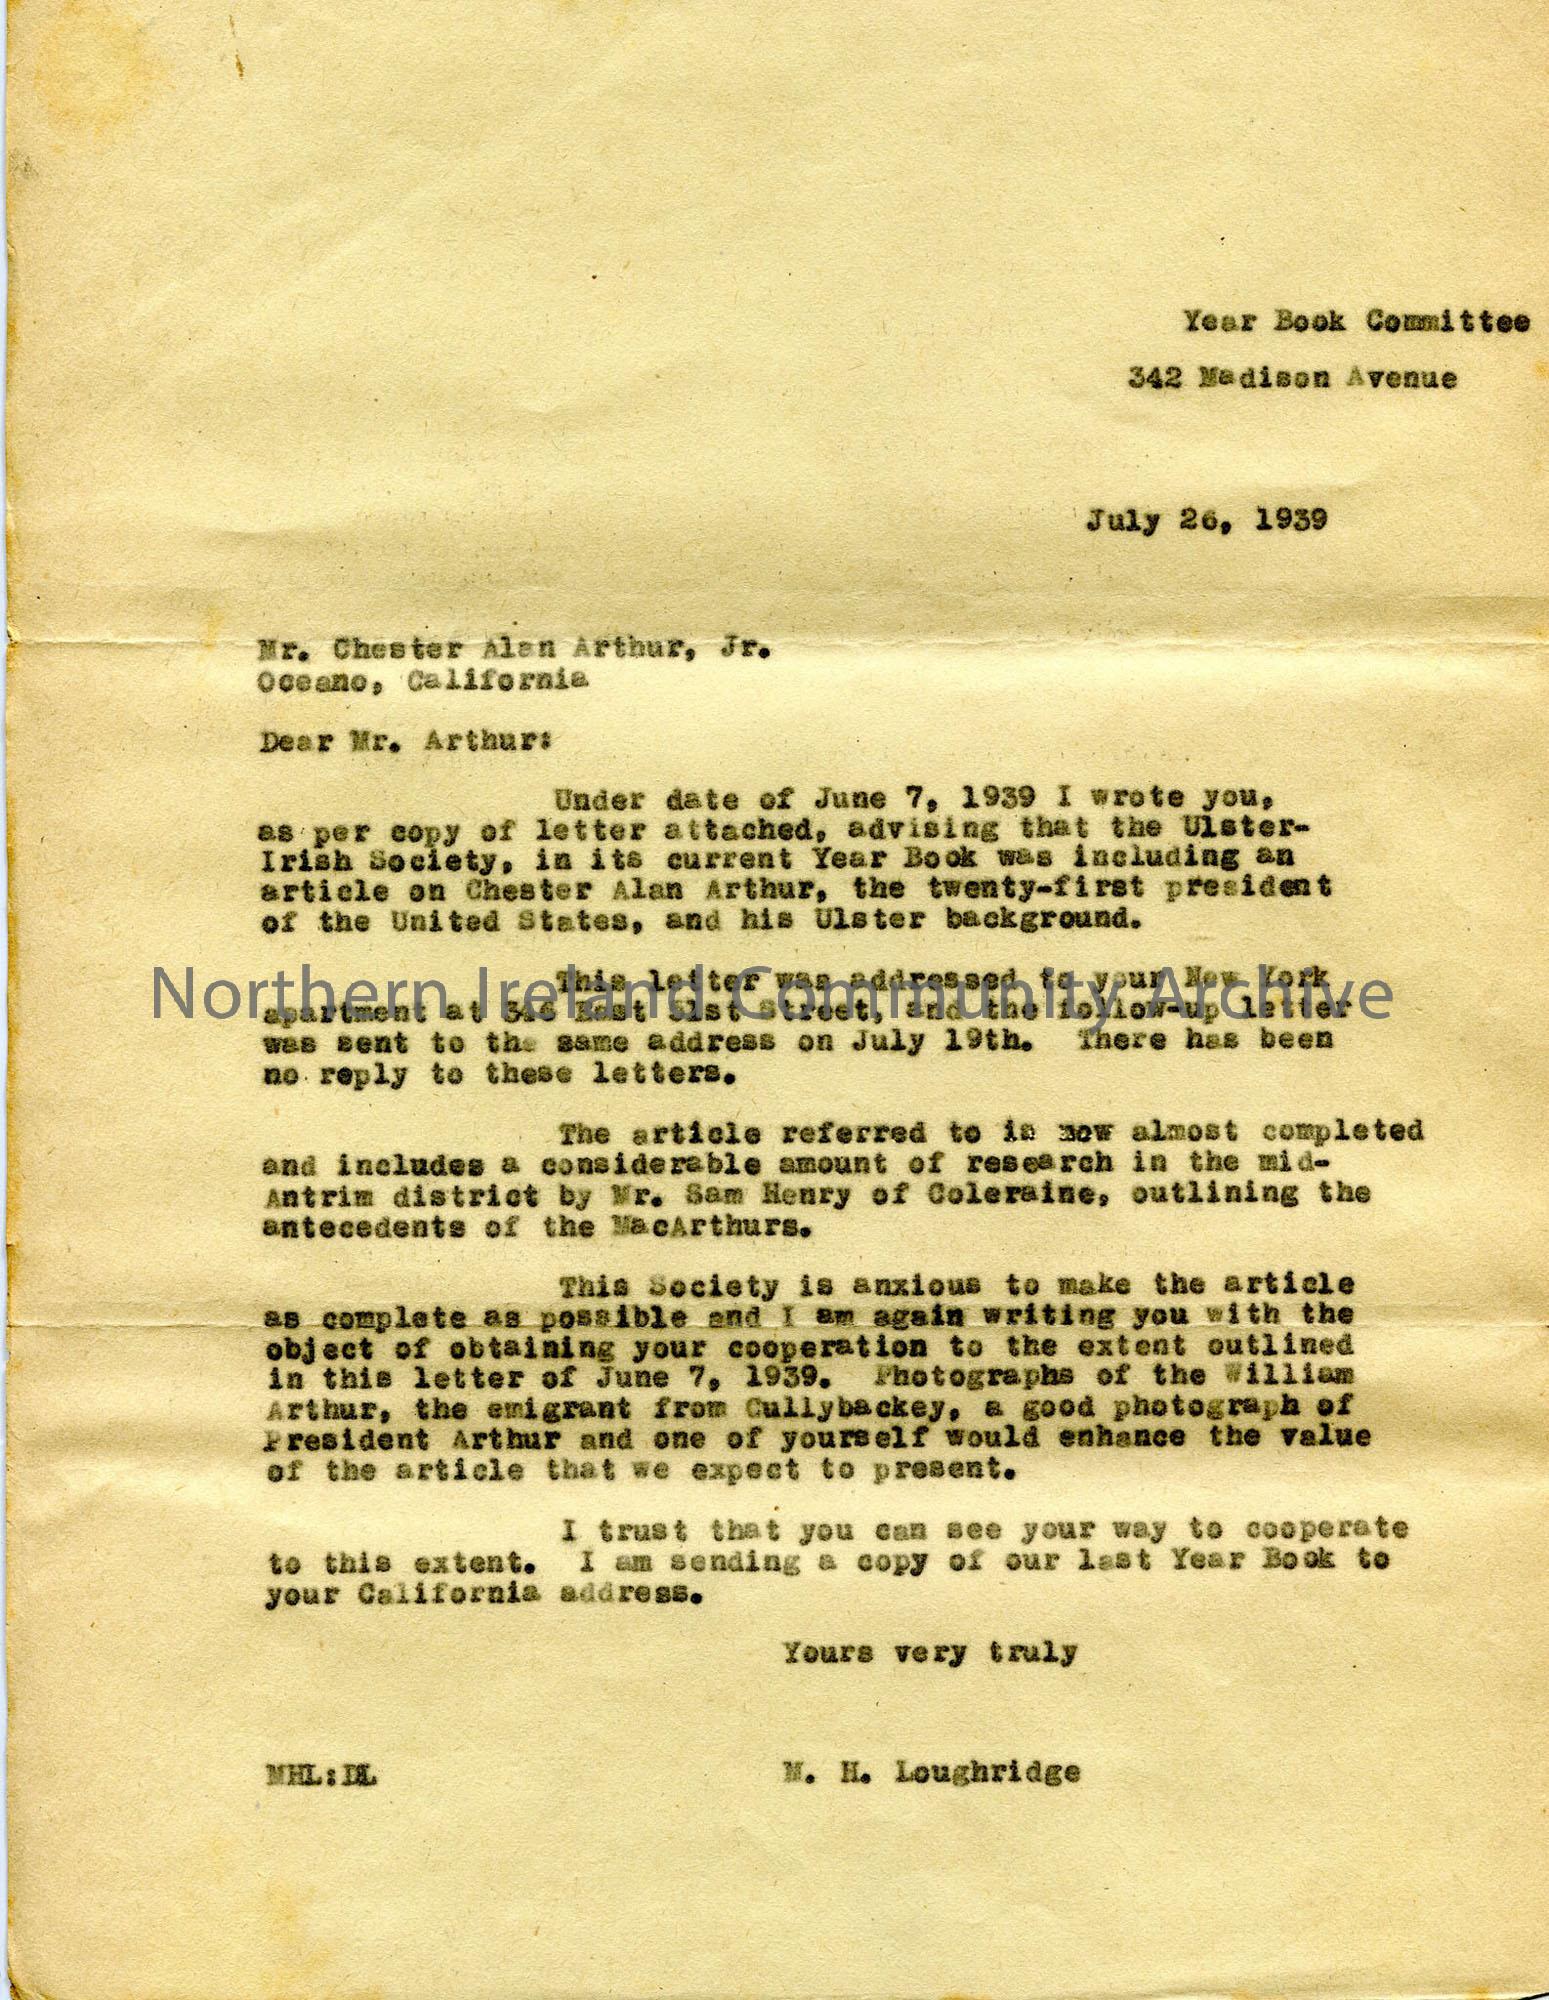 Year Book Committee
342 Madison Avenue
July 26, 1939
Mr. Chester Alan Arthur, Jr.
Oceano, California
Dear Mr. Arthur:
Under date of June 7, 1939 I wrote you,
as per copy of letter attached, advising that the Ulster-
Irish Society, in its current Year Book was including an
article on Chester Alan Arthur, the twenty-first president
of the United States, and his Ulster background.
This letter was addressed to your New York
Northern Ireland Community Archive
apartment at East 51st Street, and the follow-up letter
was sent to the same address on July 19th. There has been
no reply to these letters.
The article referred to is now almost completed
and includes a considerable amount of research in the mid-
Antrim district by Mr. Sam Henry of Coleraine, outlining the
antecedents of the MacArthurs.
This Society is anxious to make the article
as complete as possible and I am again writing you with the
object of obtaining your cooperation to the extent outlined
in this letter of June 7, 1939. Photographs of the William
Arthur, the emigrant from Cullybackey, a good photograph of
President Arthur and one of yourself would enhance the value
of the article that we expect to present.
I trust that you can see your way to cooperate
to this extent. I am sending a copy of our last Year Book to
your California address.
Yours very truly
MHL:DL M. H. Loughridge